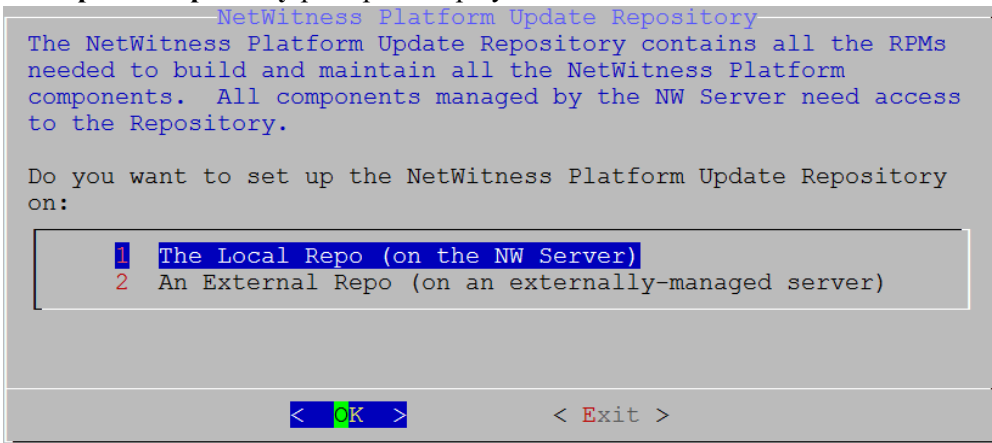 NetWitness Platform Update Repository
The NetWitness Platform Update Repository contains all the RPMs
needed to build and maintain all the NetWitness Platform
components.  All components managed by the NW Server need access
to the Repository.
Do you want to set up the NetWitness Platform Update Repository
on:
1  The Local Repo (on the NW Server)
2  An External Repo (on an externally-managed server)
<  OK  >    < Exit >